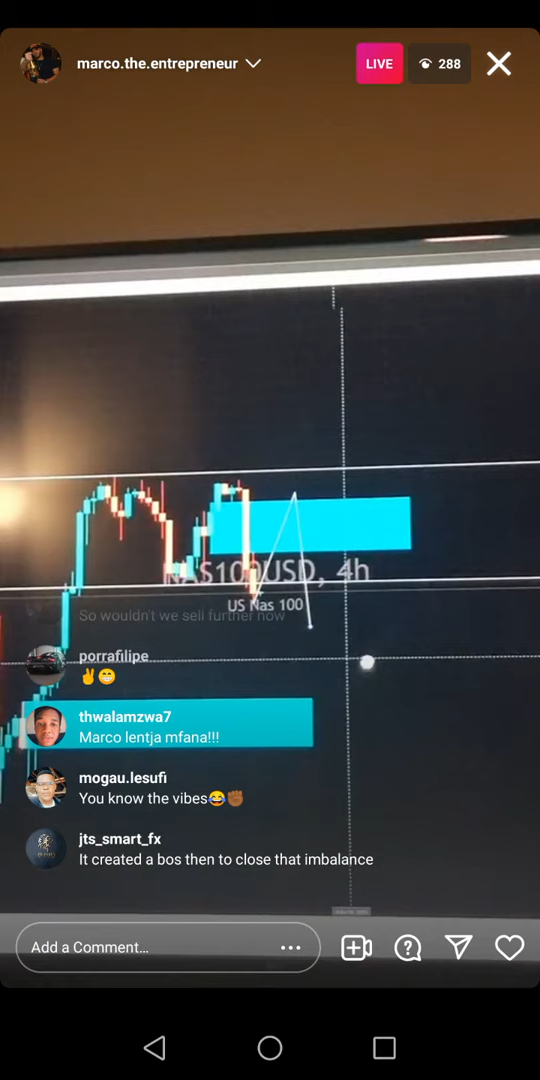 marco.the.entrepreneur
LIVE
288
NAS100USD, 4h
US Nas 100
So wouldn't we sell further now
porrafilipe
✌😁
thwalamzwa7
Marco lentja mfana!!!
mogau.lesufi
You know the vibes😂✊🏾
jts_smart_fx
It created a bos then to close that imbalance
Add a Comment…